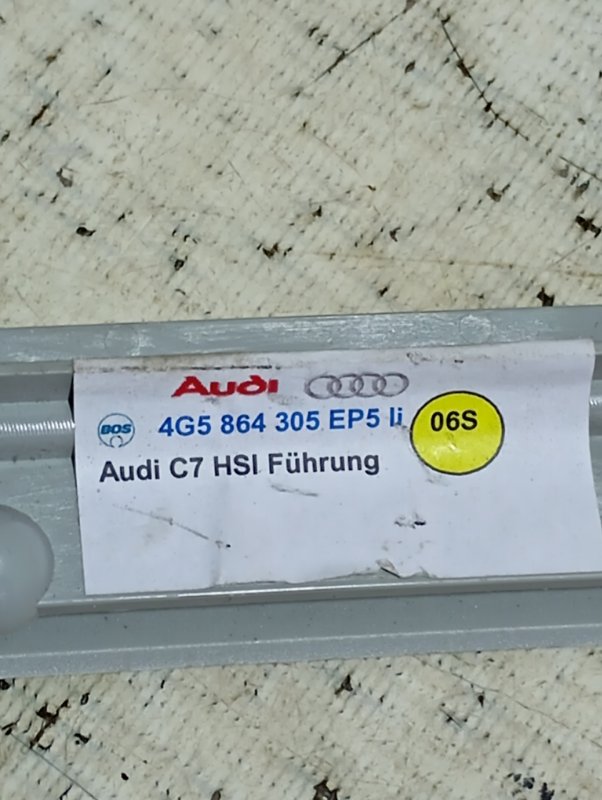 Audi
BOS 4G5 864 305 EP5 li 06S
Audi C7 HSI Führung